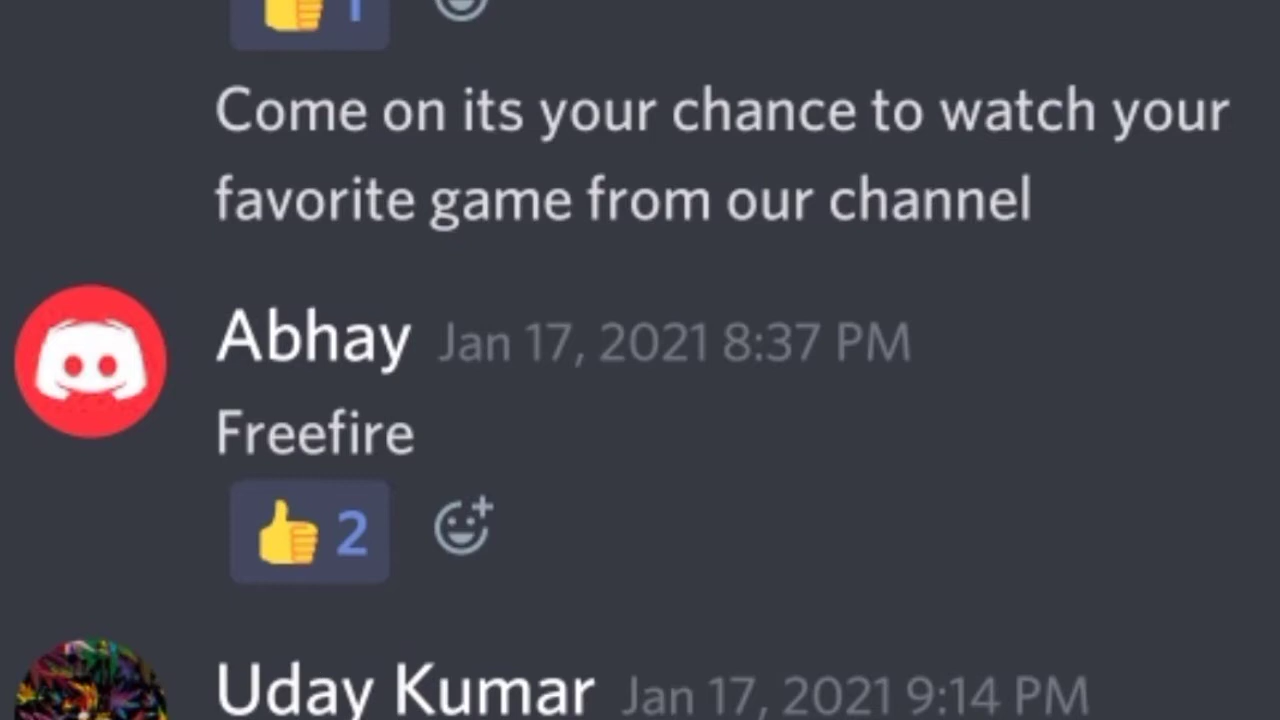 1
Come on its your chance to watch your
favorite game from our channel
Abhay Jan 17, 2021 8:37 PM
Freefire
2
Uday Kumar Jan 17, 2021 9:14 PM